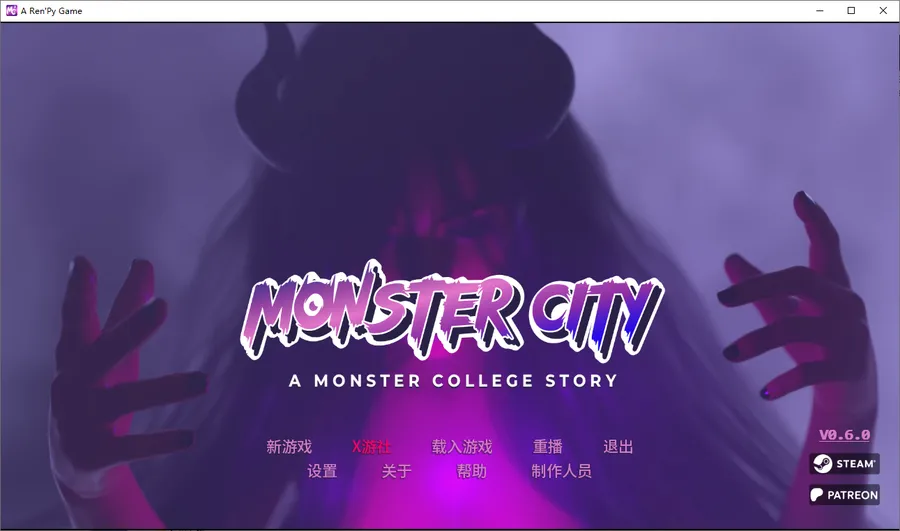 A Ren'Py Game
MONSTER CITY
A MONSTER COLLEGE STORY
新游戏 X游社 载入游戏 重播 退出
设置 关于 帮助 制作人员
V0.6.0
STEAM
PATREON